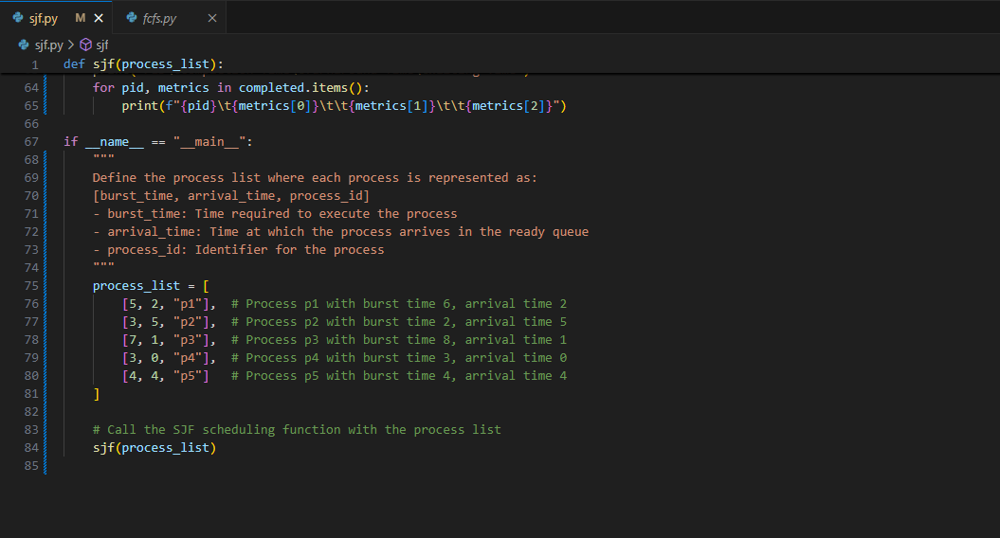 sjf.py M
fcfs.py
sjf.py > sjf
1 def sjf(process_list):
64 for pid, metrics in completed.items():
65 print(f"{pid}\t{metrics[0]}\t\t{metrics[1]}\t\t{metrics[2]}")
66
67 if __name__ == "__main__":
68 """
69 Define the process list where each process is represented as:
70 [burst_time, arrival_time, process_id]
71 - burst_time: Time required to execute the process
72 - arrival_time: Time at which the process arrives in the ready queue
73 - process_id: Identifier for the process
74 """
75 process_list = [
76 [5, 2, "p1"], # Process p1 with burst time 6, arrival time 2
77 [3, 5, "p2"], # Process p2 with burst time 2, arrival time 5
78 [7, 1, "p3"], # Process p3 with burst time 8, arrival time 1
79 [3, 0, "p4"], # Process p4 with burst time 3, arrival time 0
80 [4, 4, "p5"] # Process p5 with burst time 4, arrival time 4
81 ]
82
83 # Call the SJF scheduling function with the process list
84 sjf(process_list)
85